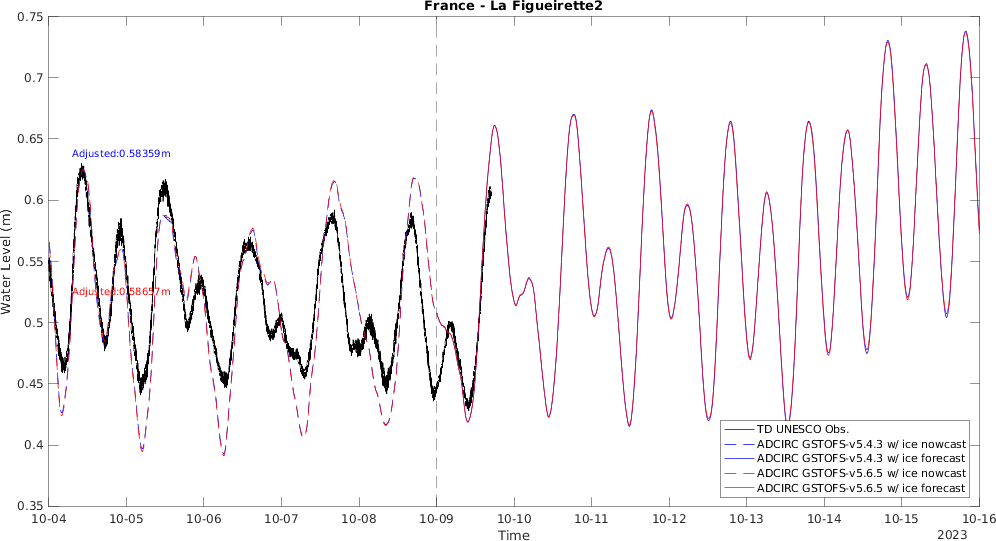 France - La Figueirette2
0.75
0.7
0.65
0.6
0.55
0.5
0.45
0.4
0.35
Water Level (m)
Adjusted:0.58359m
Adjusted:0.58657m
TD UNESCO Obs.
ADCIRC GSTOFS-v5.4.3 w/ ice nowcast
ADCIRC GSTOFS-v5.4.3 w/ ice forecast
ADCIRC GSTOFS-v5.6.5 w/ ice nowcast
ADCIRC GSTOFS-v5.6.5 w/ ice forecast
10-04 10-05 10-06 10-07 10-08 10-09 10-10 10-11 10-12 10-13 10-14 10-15 10-16
Time
2023